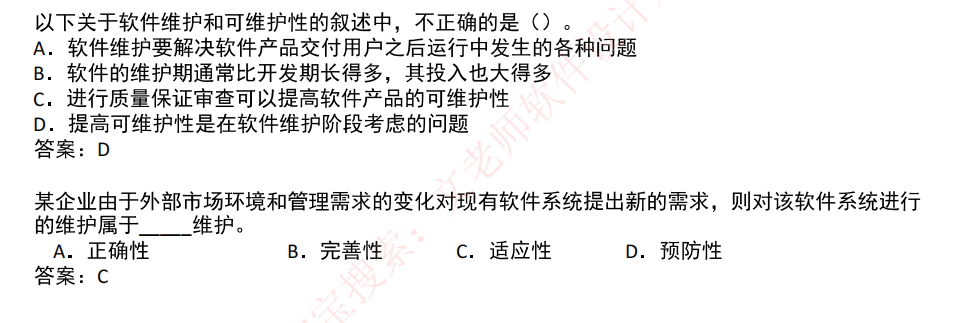 以下关于软件维护和可维护性的叙述中，不正确的是（）。
A．软件维护要解决软件产品交付用户之后运行中发生的各种问题
B．软件的维护期通常比开发期长得多，其投入也大得多
C．进行质量保证审查可以提高软件产品的可维护性
D．提高可维护性是在软件维护阶段考虑的问题
答案：D
某企业由于外部市场环境和管理需求的变化对现有软件系统提出新的需求，则对该软件系统进行
的维护属于_____维护。
A．正确性 B．完善性 C．适应性 D．预防性
答案：C
宝搜索：文老师软件设计